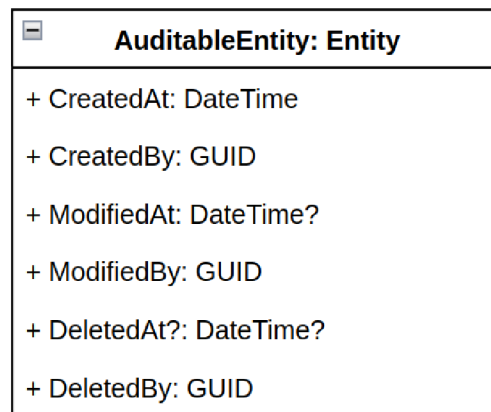 AuditableEntity: Entity
+ CreatedAt: DateTime
+ CreatedBy: GUID
+ ModifiedAt: DateTime?
+ ModifiedBy: GUID
+ DeletedAt?: DateTime?
+ DeletedBy: GUID